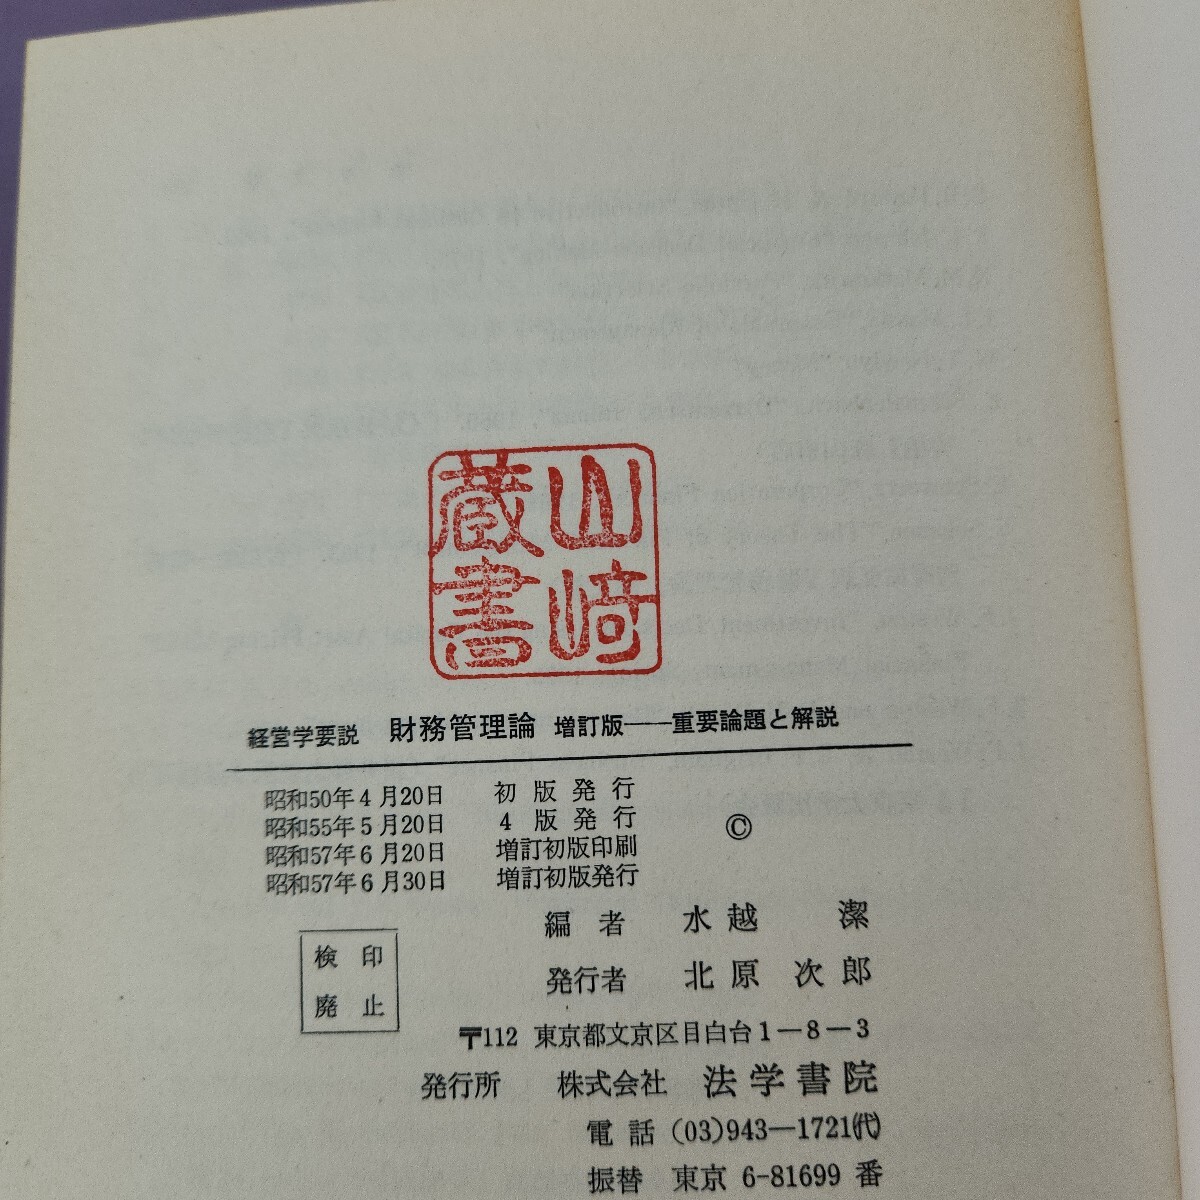 山崎
蔵書
経営学要説 財務管理論 増訂版――重要論題と解説
昭和50年4月20日 初版発行
昭和55年5月20日 4版発行
昭和57年6月20日 増訂初版印刷
昭和57年6月30日 増訂初版発行
©
編者 水越 潔
発行者 北原次郎
検印
廃止
〒112 東京都文京区目白台1-8-3
発行所 株式会社 法学書院
電話 (03)943―1721(代)
振替 東京 6-81699 番